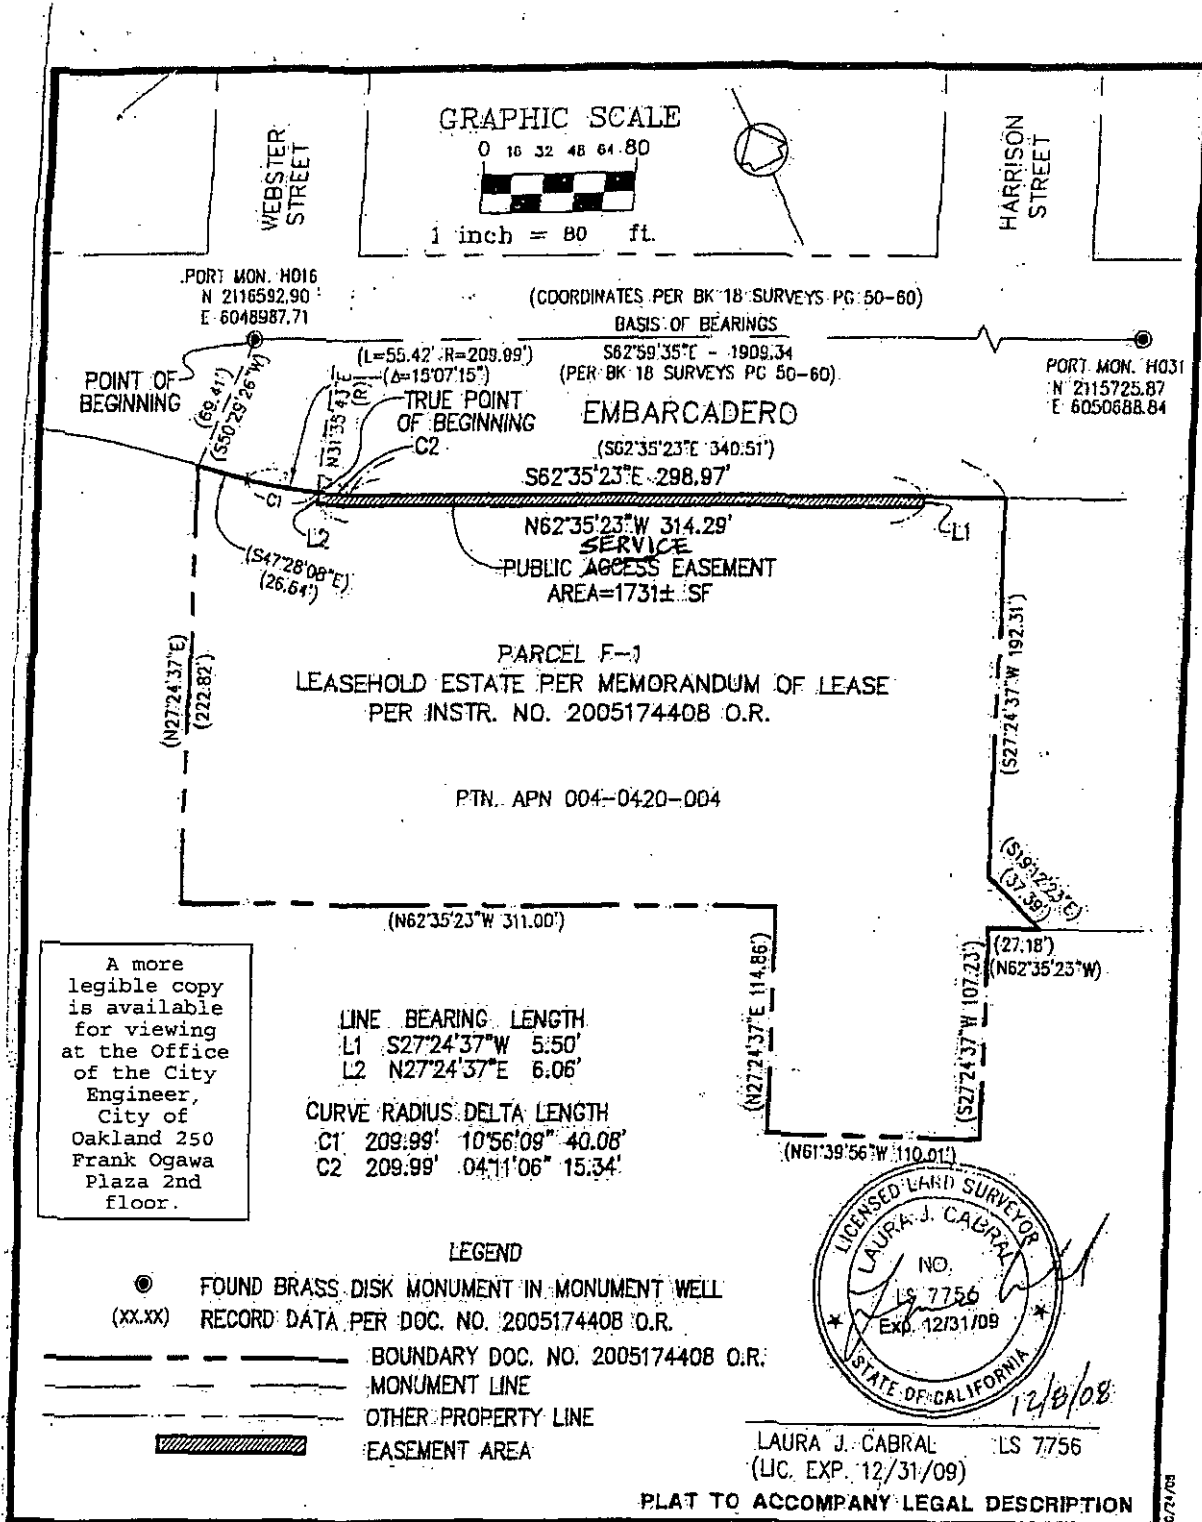 GRAPHIC SCALE
0 16 32 48 64 80
1 inch = 80 ft.
WEBSTER
STREET
HARRISON
STREET
PORT MON. H016
N 2116592.90
E 6048987.71
(COORDINATES PER BK 18 SURVEYS PG 50-60)
BASIS OF BEARINGS
S62°59'35"E - 1909.34
(PER BK 18 SURVEYS PG 50-60)
PORT MON. H031
N 2115725.87
E 6050688.84
POINT OF
BEGINNING
(69.41')
(S50°29'26"W)
(L=55.42' R=209.99')
(Δ=15°07'15")
N31°35'43"E
(R)
TRUE POINT
OF BEGINNING
C2
EMBARCADERO
(S62°35'23"E 340.51')
S62°35'23"E 298.97'
C1
L2
L1
N62°35'23"W 314.29'
SERVICE
PUBLIC ACCESS EASEMENT
AREA=1731± SF
(S47°28'08"E)
(26.64')
(N27°24'37"E)
(222.82')
(S27°24'37"W 192.31')
PARCEL F-1
LEASEHOLD ESTATE PER MEMORANDUM OF LEASE
PER INSTR. NO. 2005174408 O.R.
PTN. APN 004-0420-004
(S19°12'23"E)
(37.39')
(27.18')
(N62°35'23"W)
(N62°35'23"W 311.00')
(N27°24'37"E 114.86')
(S27°24'37"W 107.23')
(N61°39'56"W 110.01')
A more
legible copy
is available
for viewing
at the Office
of the City
Engineer,
City of
Oakland 250
Frank Ogawa
Plaza 2nd
floor.
LINE BEARING LENGTH
L1 S27°24'37"W 5.50'
L2 N27°24'37"E 6.06'
CURVE RADIUS DELTA LENGTH
C1 209.99' 10°56'09" 40.08'
C2 209.99' 04°11'06" 15.34'
LEGEND
FOUND BRASS DISK MONUMENT IN MONUMENT WELL
(XX.XX) RECORD DATA PER DOC. NO. 2005174408 O.R.
BOUNDARY DOC. NO. 2005174408 O.R.
MONUMENT LINE
OTHER PROPERTY LINE
EASEMENT AREA
LICENSED LAND SURVEYOR
LAURA J. CABRAL
NO.
LS 7756
Exp. 12/31/09
STATE OF CALIFORNIA
12/8/08
LAURA J. CABRAL LS 7756
(LIC. EXP. 12/31/09)
PLAT TO ACCOMPANY LEGAL DESCRIPTION